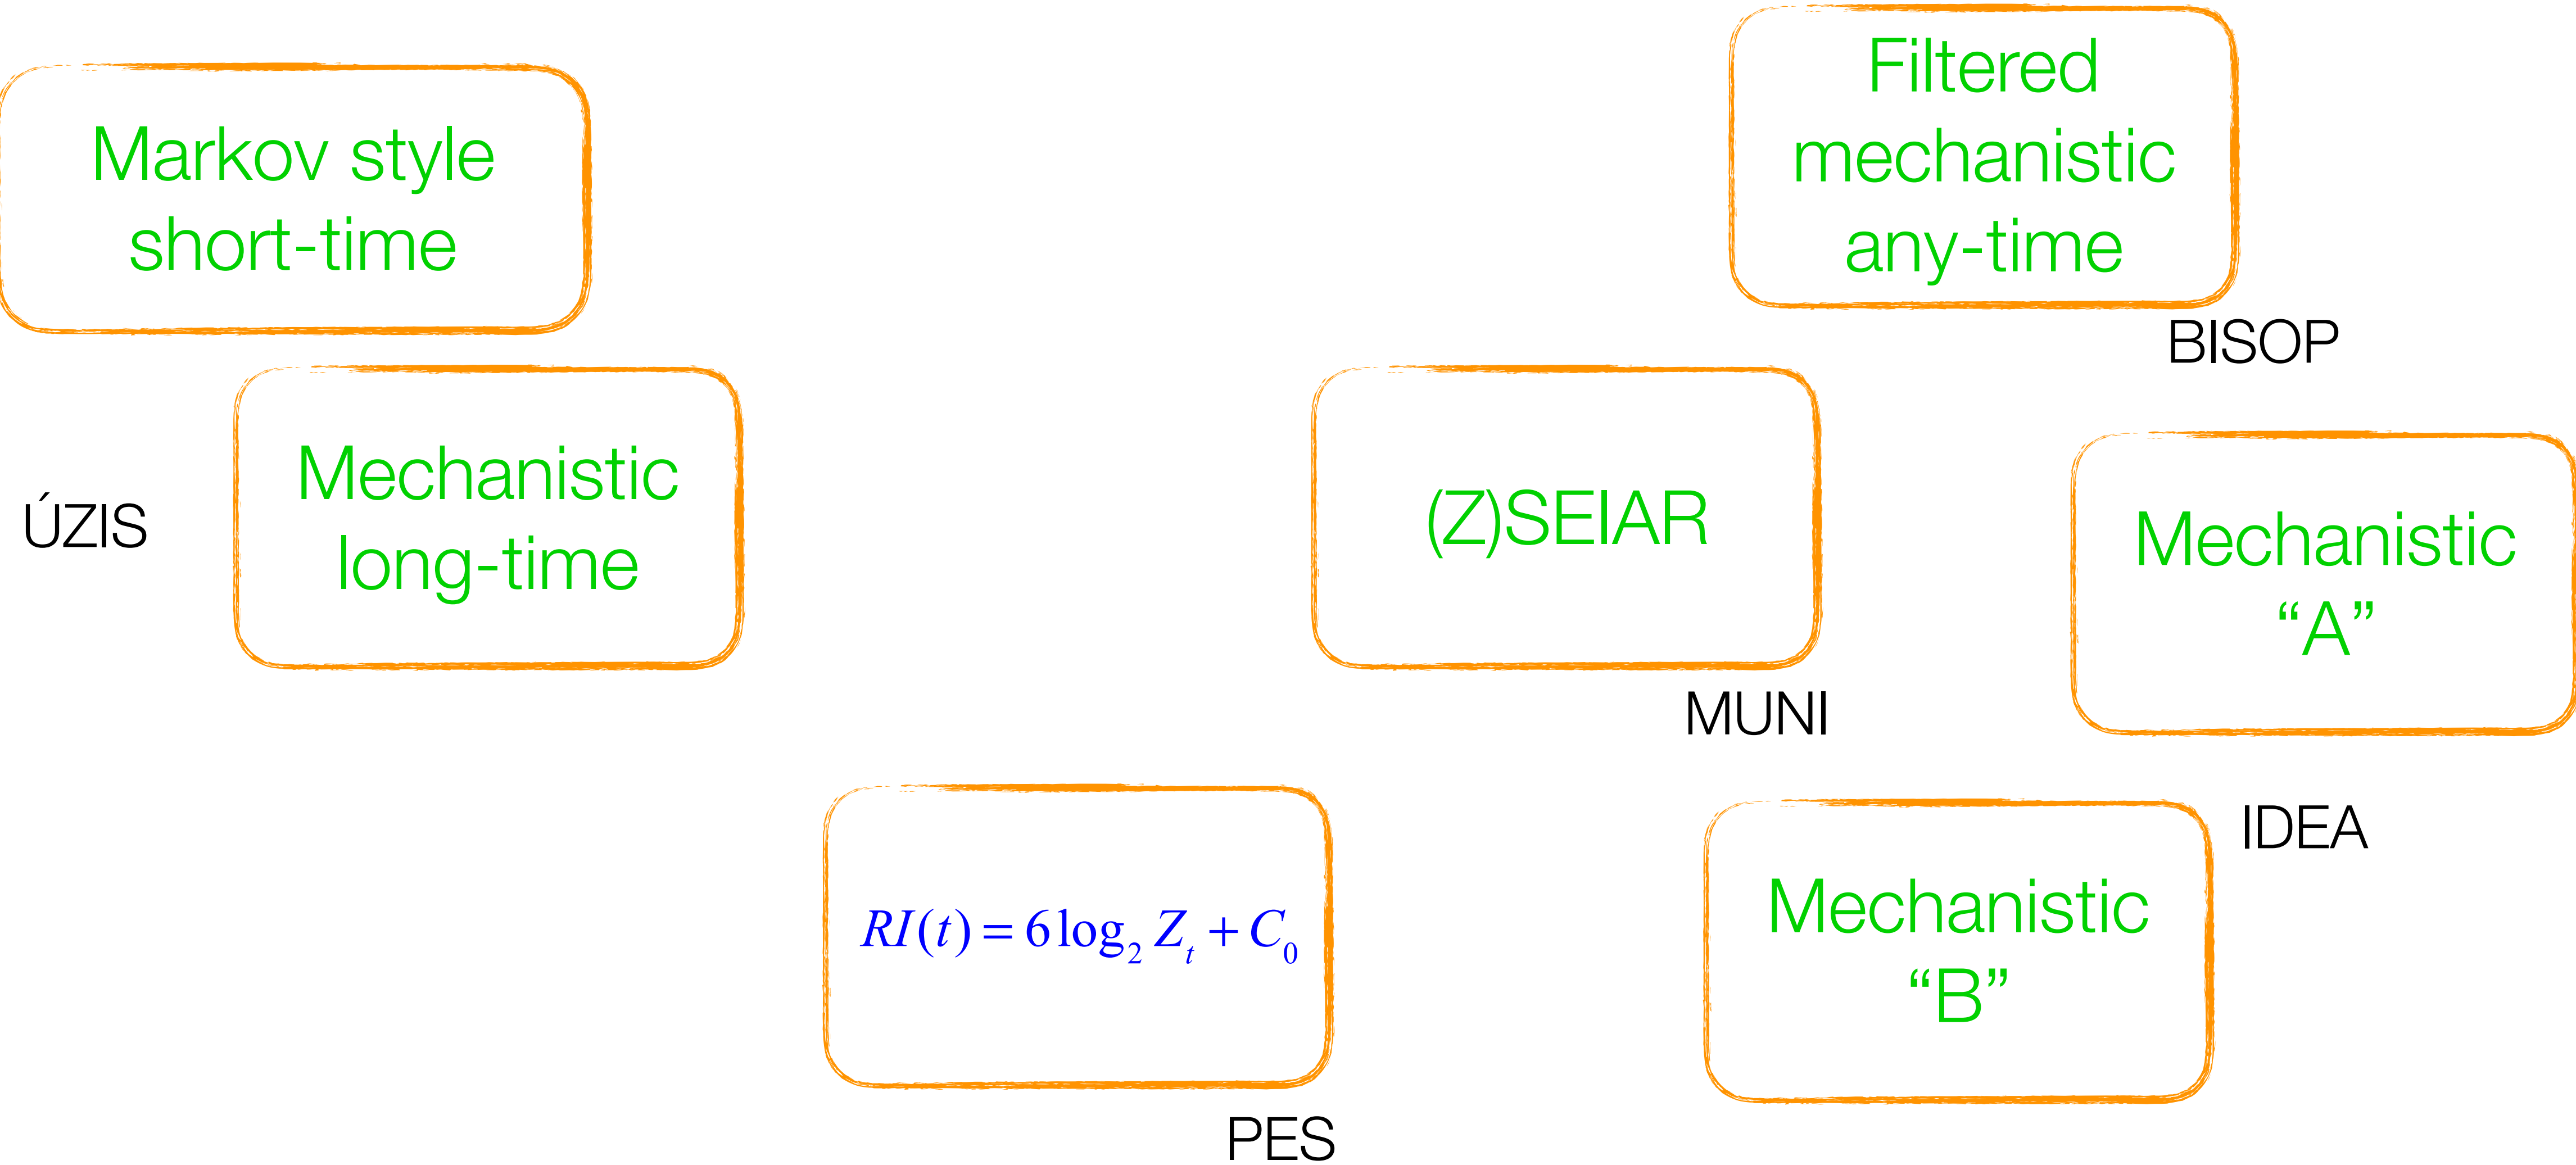 Markov style
short-time
Filtered
mechanistic
any-time
BISOP
ÚZIS
Mechanistic
long-time
(Z)SEIAR
MUNI
Mechanistic
“A”
IDEA
RI(t) = 6 log₂ Zₜ + C₀
PES
Mechanistic
“B”